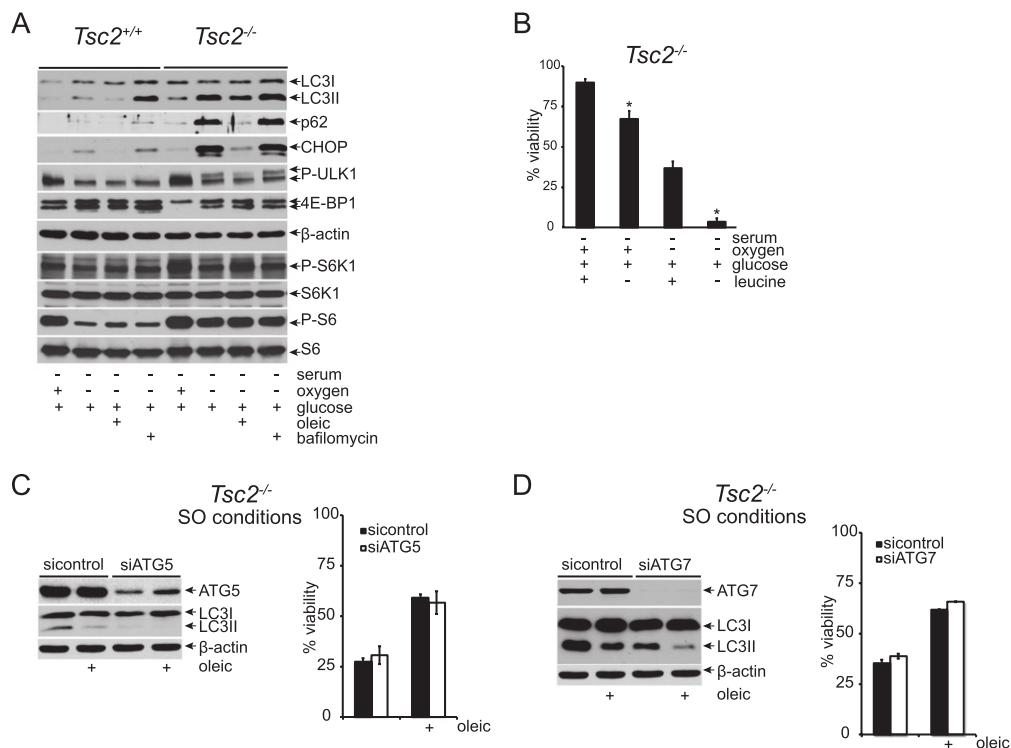 A
Tsc2+/+ Tsc2-/-
LC3I
LC3II
p62
CHOP
P-ULK1
4E-BP1
β-actin
P-S6K1
S6K1
P-S6
S6
- - - - - - - - serum
+ - - - + - - - oxygen
+ + + + + + + + glucose
+ + oleic
+ + bafilomycin
B
Tsc2-/-
% viability
100
75
50
25
0
* *
- - - - serum
+ + - - oxygen
+ + + + glucose
+ - + - leucine
C
Tsc2-/-
SO conditions
sicontrol siATG5
ATG5
LC3I
LC3II
β-actin
+ + oleic
% viability
100
75
50
25
0
sicontrol
siATG5
+ oleic
D
Tsc2-/-
SO conditions
sicontrol siATG7
ATG7
LC3I
LC3II
β-actin
+ + oleic
% viability
100
75
50
25
0
sicontrol
siATG7
+ oleic